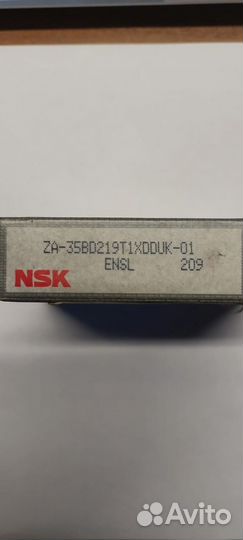 ZA-35BD219T1XDDUK-01
ENSL 209
NSK
Avito